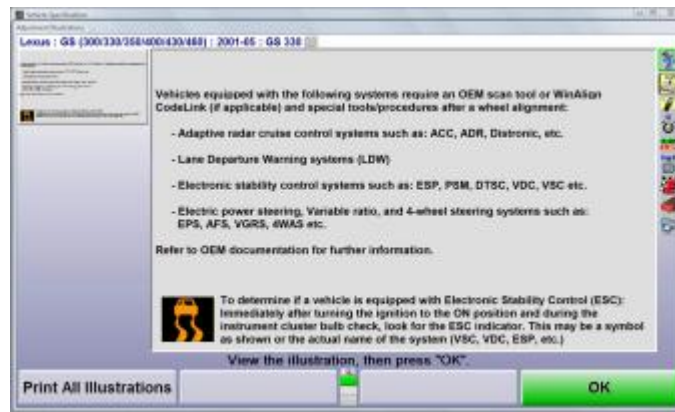 Vehicle Specifications
Adjustment Illustrations
Lexus : GS (300/330/350/400/430/460) : 2001-05 : GS 330
Vehicles equipped with the following systems require an OEM scan tool or WinAlign
CodeLink (if applicable) and special tools/procedures after a wheel alignment:
- Adaptive radar cruise control systems such as: ACC, ADR, Distronic, etc.
- Lane Departure Warning systems (LDW)
- Electronic stability control systems such as: ESP, PSM, DTSC, VDC, VSC etc.
- Electric power steering, Variable ratio, and 4-wheel steering systems such as:
EPS, AFS, VGRS, 4WAS etc.
Refer to OEM documentation for further information.
To determine if a vehicle is equipped with Electronic Stability Control (ESC):
Immediately after turning the ignition to the ON position and during the
instrument cluster bulb check, look for the ESC indicator. This may be a symbol
as shown or the actual name of the system (VSC, VDC, ESP, etc.)
View the illustration, then press "OK".
Print All Illustrations
OK